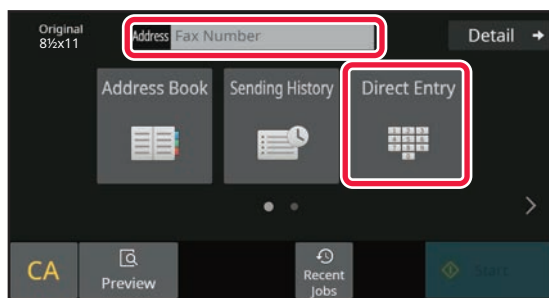 Original
8½x11
Address Fax Number
Detail
Address Book
Sending History
Direct Entry
CA
Preview
Recent
Jobs
Start